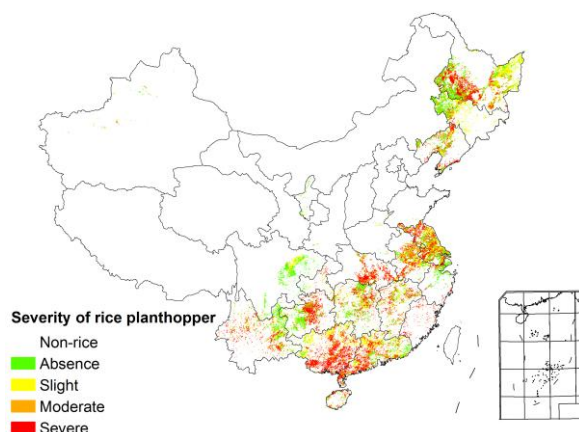 Severity of rice planthopper
Non-rice
Absence
Slight
Moderate
Severe